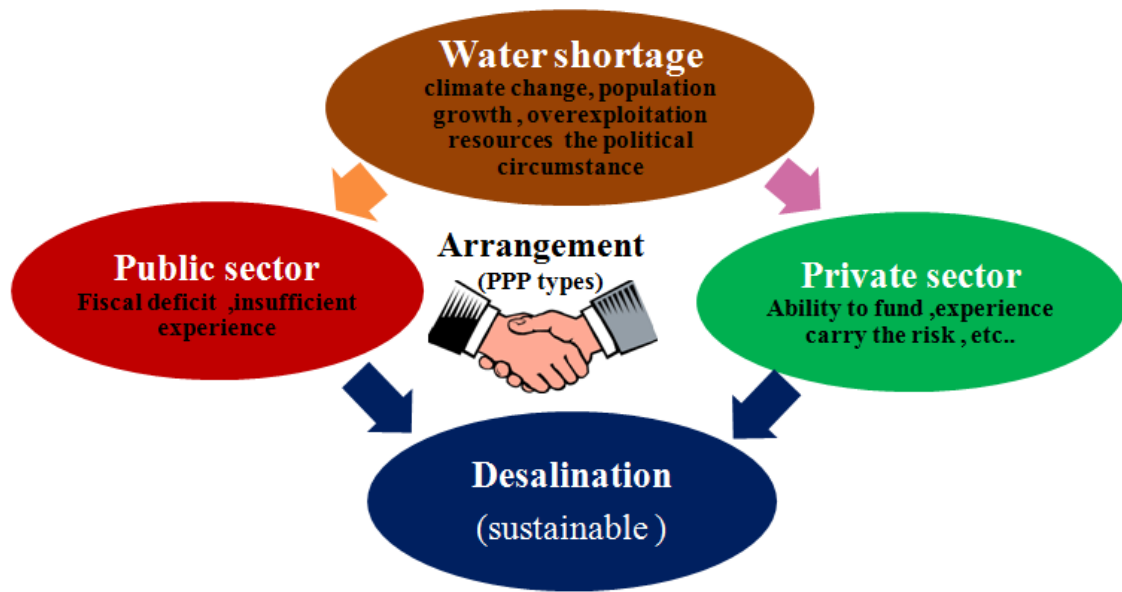 Water shortage
climate change, population
growth , overexploitation
resources the political
circumstance
Public sector
Fiscal deficit ,insufficient
experience
Arrangement
(PPP types)
Private sector
Ability to fund ,experience
carry the risk , etc..
Desalination
(sustainable )